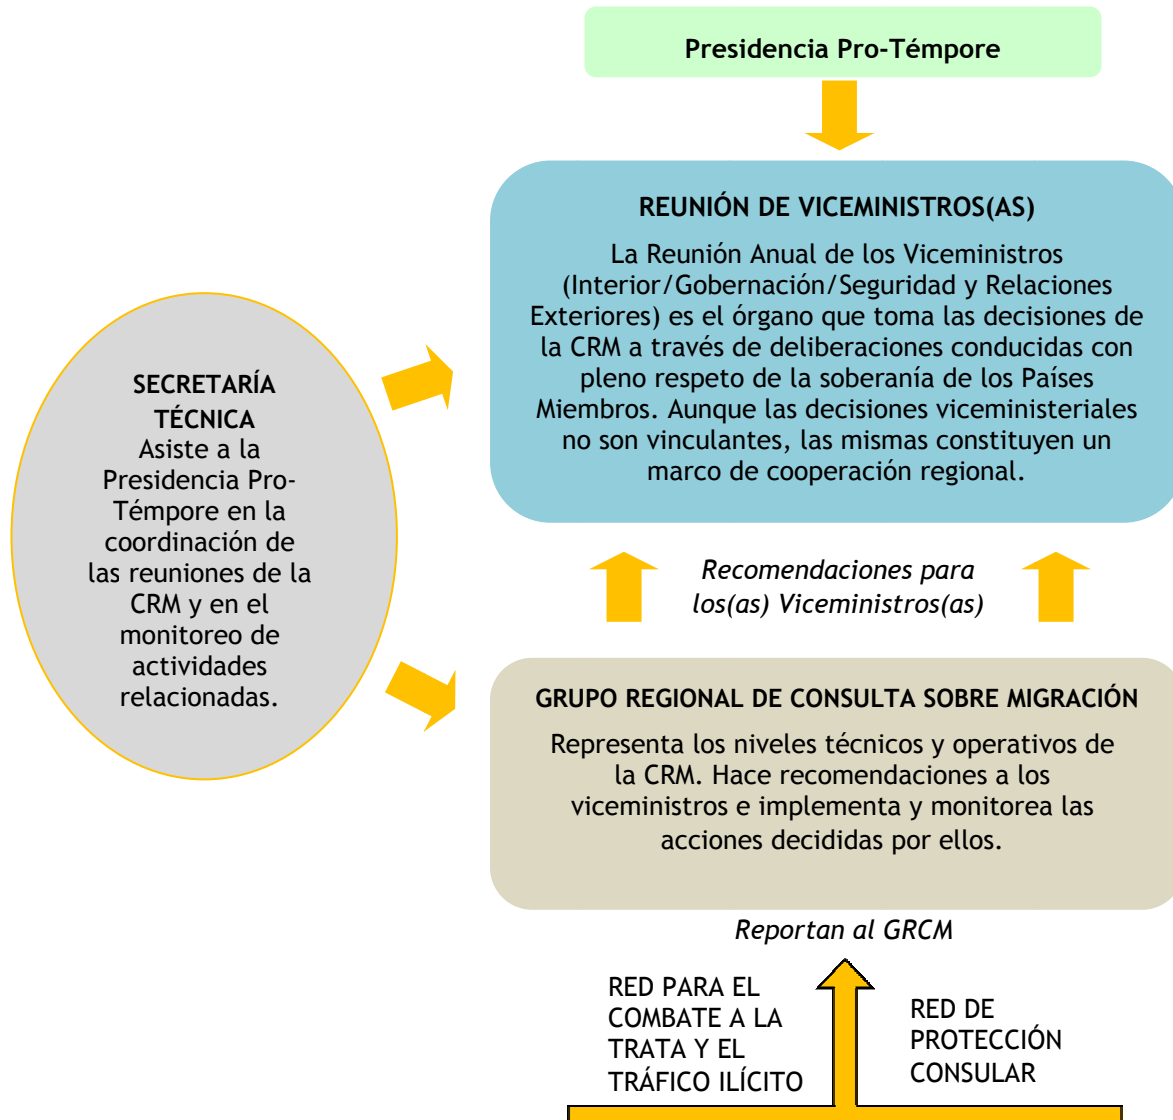 Presidencia Pro-Témpore
REUNIÓN DE VICEMINISTROS(AS)
La Reunión Anual de los Viceministros
(Interior/Gobernación/Seguridad y Relaciones
Exteriores) es el órgano que toma las decisiones de
la CRM a través de deliberaciones conducidas con
pleno respeto de la soberanía de los Países
Miembros. Aunque las decisiones viceministeriales
no son vinculantes, las mismas constituyen un
marco de cooperación regional.
SECRETARÍA
TÉCNICA
Asiste a la
Presidencia Pro-
Témpore en la
coordinación de
las reuniones de la
CRM y en el
monitoreo de
actividades
relacionadas.
Recomendaciones para
los(as) Viceministros(as)
GRUPO REGIONAL DE CONSULTA SOBRE MIGRACIÓN
Representa los niveles técnicos y operativos de
la CRM. Hace recomendaciones a los
viceministros e implementa y monitorea las
acciones decididas por ellos.
Reportan al GRCM
RED PARA EL
COMBATE A LA
TRATA Y EL
TRÁFICO ILÍCITO
RED DE
PROTECCIÓN
CONSULAR